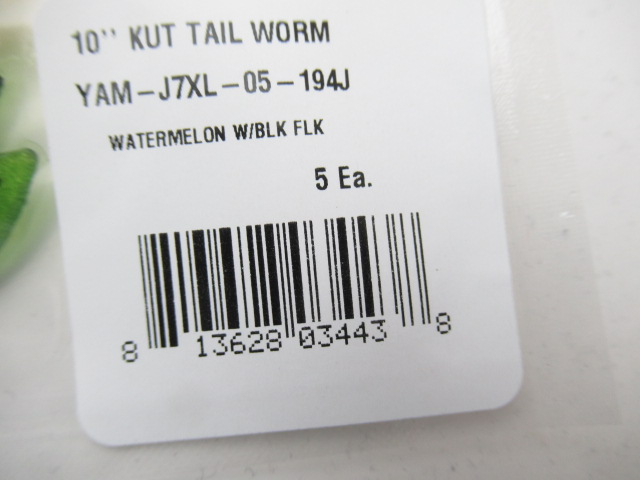 10'' KUT TAIL WORM
YAM-J7XL-05-194J
WATERMELON W/BLK FLK
5 Ea.
8 13628 03443 8